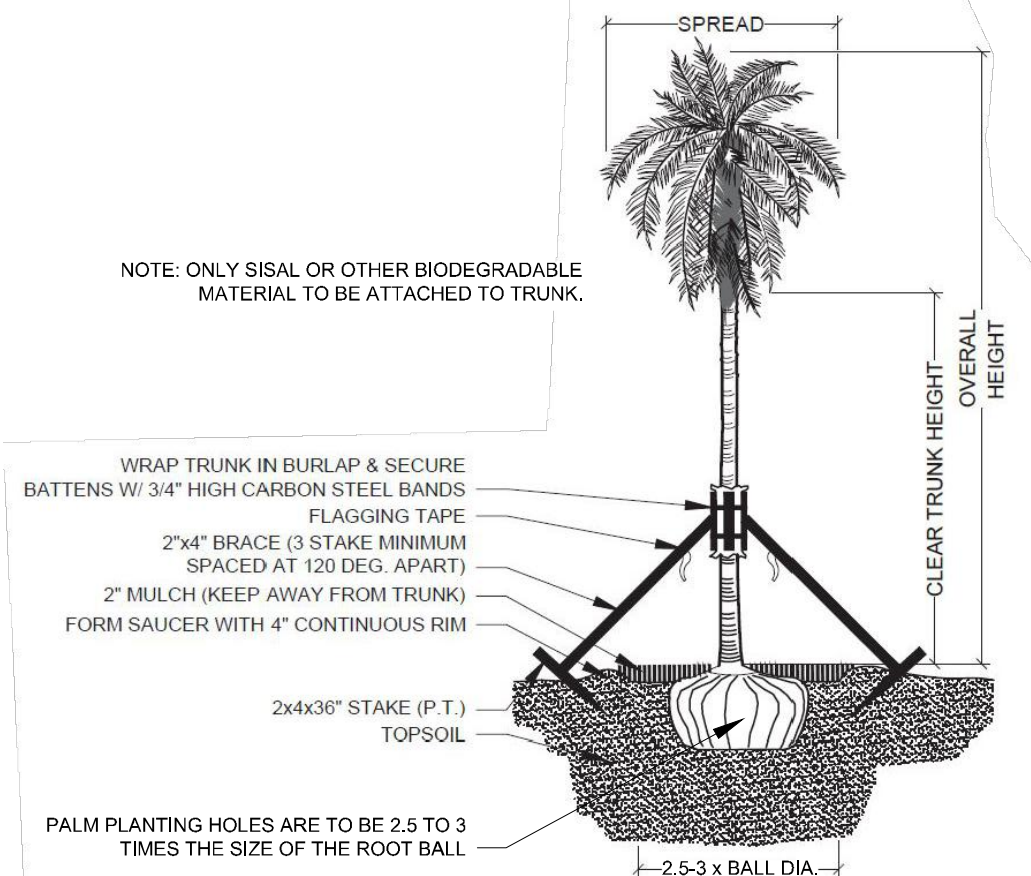 SPREAD
NOTE: ONLY SISAL OR OTHER BIODEGRADABLE
MATERIAL TO BE ATTACHED TO TRUNK.
OVERALL
HEIGHT
CLEAR TRUNK HEIGHT
WRAP TRUNK IN BURLAP & SECURE
BATTENS W/ 3/4" HIGH CARBON STEEL BANDS
FLAGGING TAPE
2"x4" BRACE (3 STAKE MINIMUM
SPACED AT 120 DEG. APART)
2" MULCH (KEEP AWAY FROM TRUNK)
FORM SAUCER WITH 4" CONTINUOUS RIM
2x4x36" STAKE (P.T.)
TOPSOIL
PALM PLANTING HOLES ARE TO BE 2.5 TO 3
TIMES THE SIZE OF THE ROOT BALL
2.5-3 x BALL DIA.